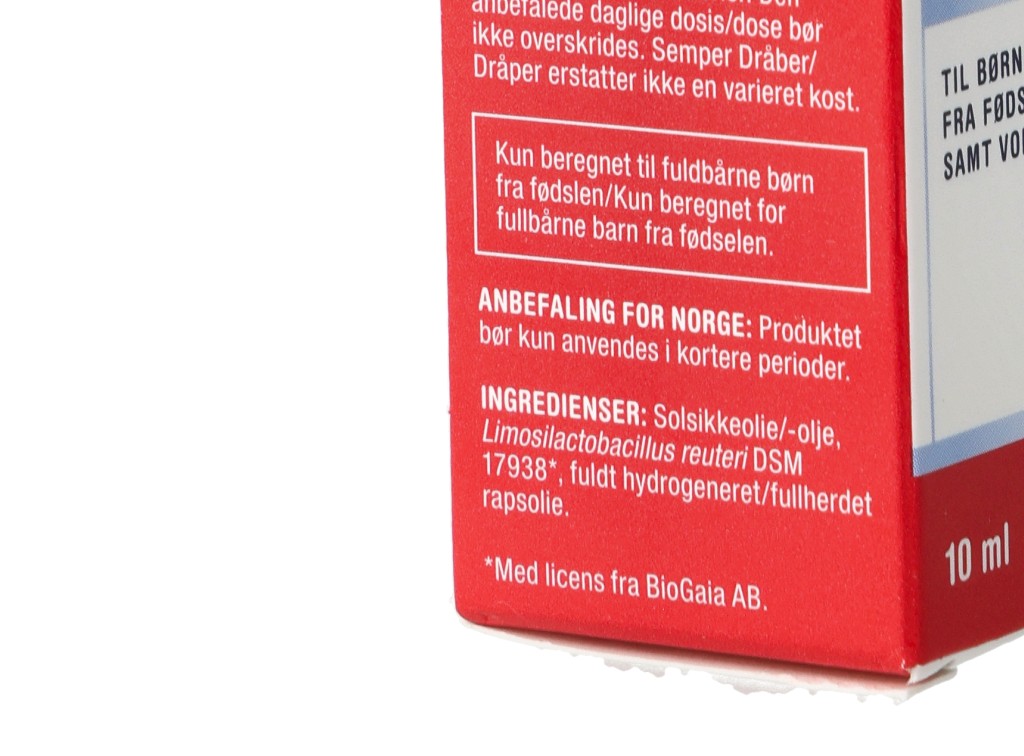 anbefalede daglige dosis/dose bør
ikke overskrides. Semper Dråber/
Dråper erstatter ikke en varieret kost.
Kun beregnet til fuldbårne børn
fra fødslen/Kun beregnet for
fullbårne barn fra fødselen.
ANBEFALING FOR NORGE: Produktet
bør kun anvendes i kortere perioder.
INGREDIENSER: Solsikkeolie/-olje,
Limosilactobacillus reuteri DSM
17938*, fuldt hydrogeneret/fullherdet
rapsolie.
*Med licens fra BioGaia AB.
TIL BØRN
FRA FØDS
SAMT VO
10 ml